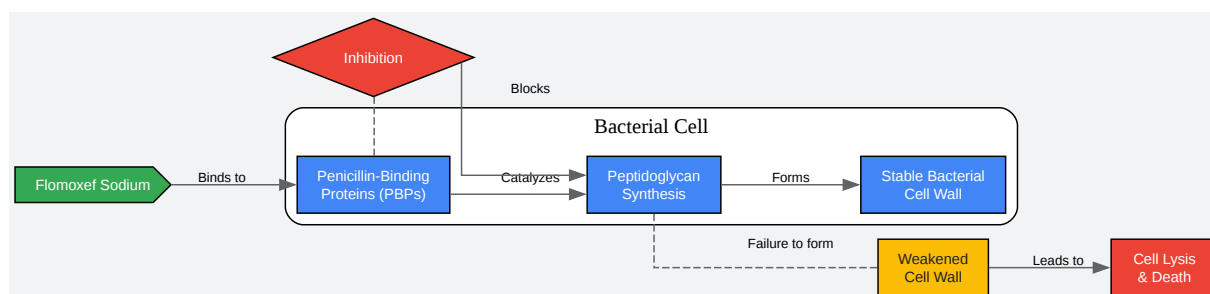 Inhibition
Blocks
Bacterial Cell
Flomoxef Sodium
Binds to
Penicillin-Binding
Proteins (PBPs)
Catalyzes
Peptidoglycan
Synthesis
Forms
Stable Bacterial
Cell Wall
Failure to form
Weakened
Cell Wall
Leads to
Cell Lysis
& Death